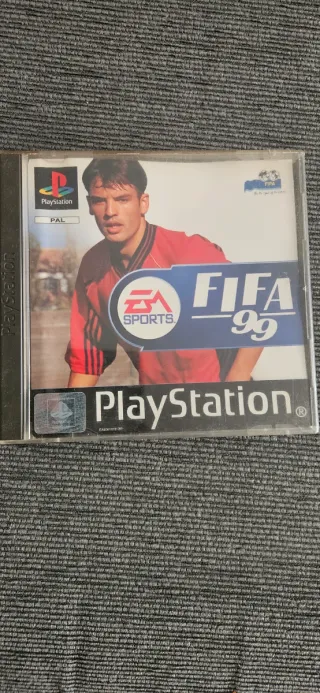 PlayStation
PAL
EA
SPORTS
FIFA
99
PlayStation
PlayStation®